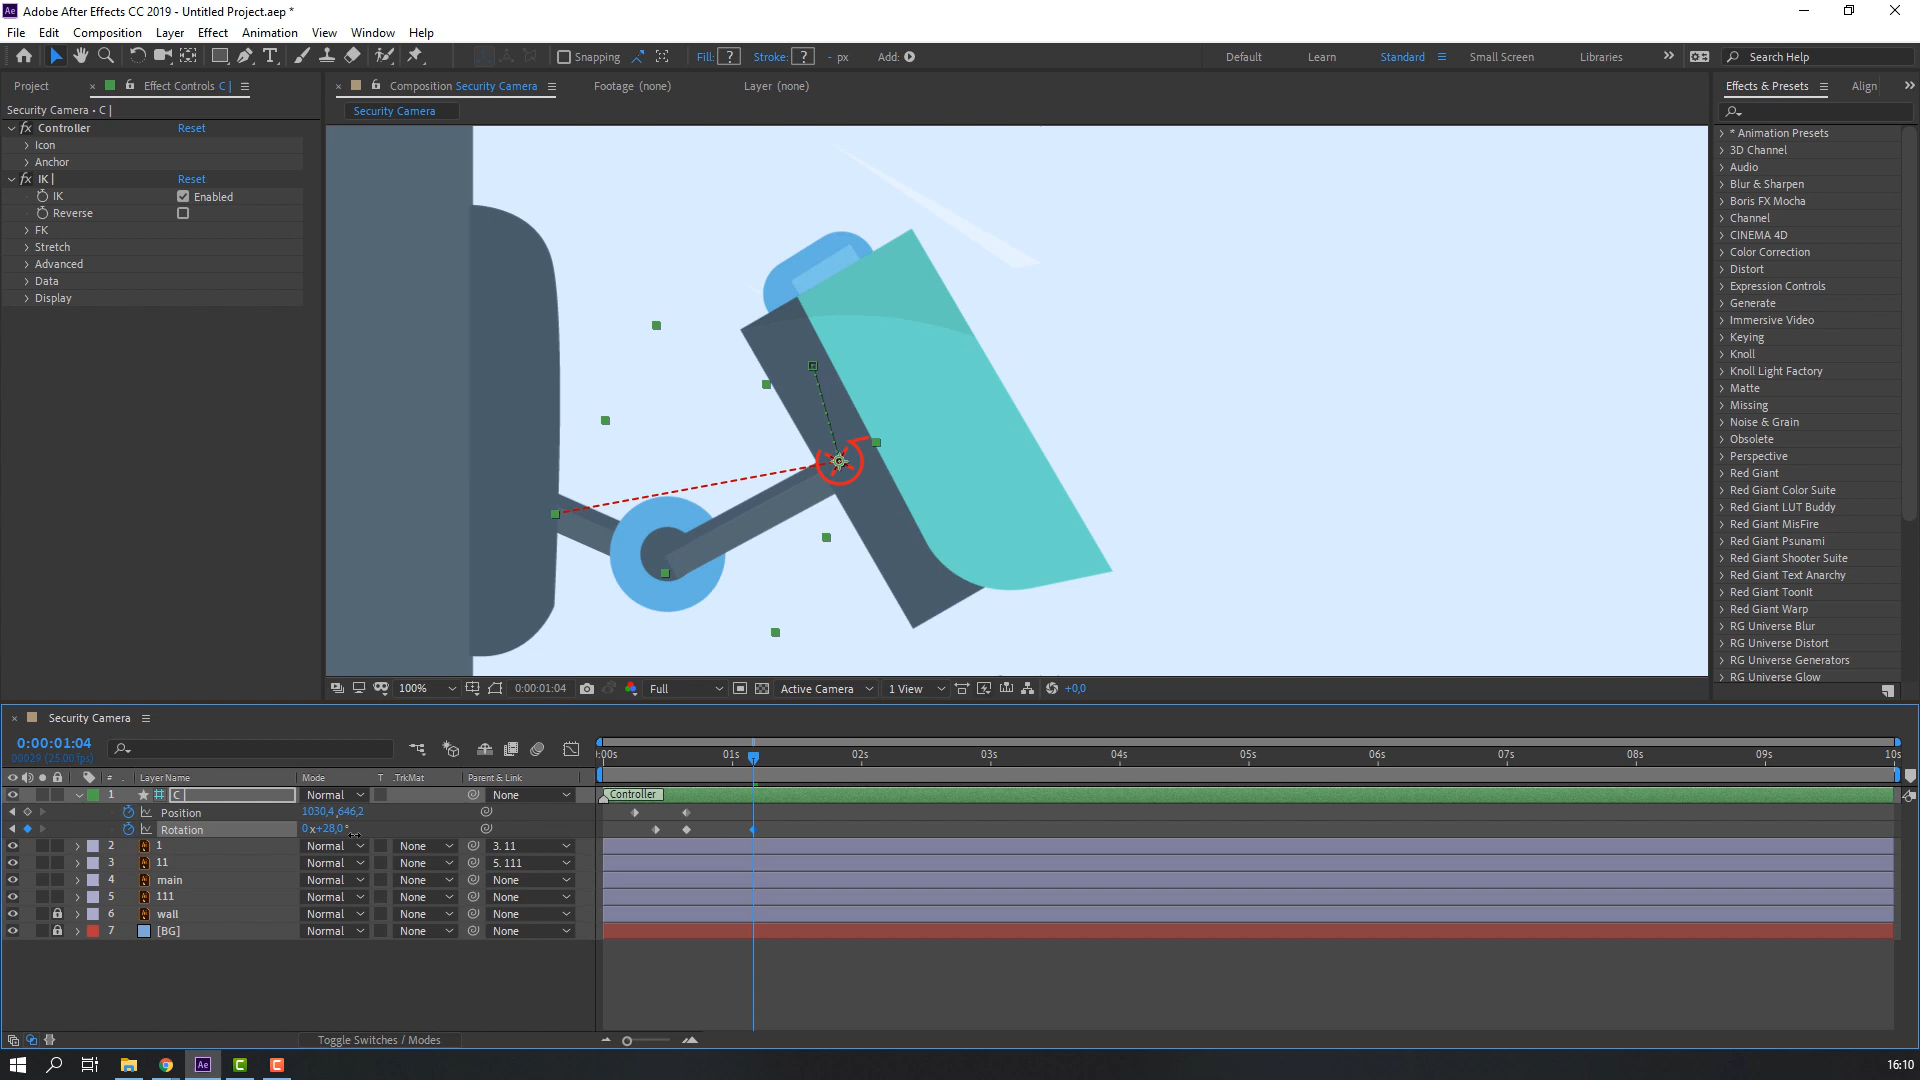 Ae Adobe After Effects CC 2019 - Untitled Project.aep *
File Edit Composition Layer Effect Animation View Window Help
Snapping Fill: ? Stroke: ? - px Add: Default Learn Standard Small Screen Libraries Search Help
Project Effect Controls C | Composition Security Camera Footage (none) Layer (none) Effects & Presets Align
Security Camera • C |
Security Camera
fx Controller Reset
Icon
Anchor
fx IK | Reset
IK Enabled
Reverse
FK
Stretch
Advanced
Data
Display
* Animation Presets
3D Channel
Audio
Blur & Sharpen
Boris FX Mocha
Channel
CINEMA 4D
Color Correction
Distort
Expression Controls
Generate
Immersive Video
Keying
Knoll
Knoll Light Factory
Matte
Missing
Noise & Grain
Obsolete
Perspective
Red Giant
Red Giant Color Suite
Red Giant LUT Buddy
Red Giant MisFire
Red Giant Psunami
Red Giant Shooter Suite
Red Giant Text Anarchy
Red Giant ToonIt
Red Giant Warp
RG Universe Blur
RG Universe Distort
RG Universe Generators
RG Universe Glow
100% 0:00:01:04 Full Active Camera 1 View +0,0
Security Camera
0:00:01:04
00029 (25.00 fps)
:00s 01s 02s 03s 04s 05s 06s 07s 08s 09s 10s
# Layer Name Mode T .TrkMat Parent & Link
1 C | Normal None Controller
Position 1030,4 ,646,2
Rotation 0 x +28,0 °
2 1 Normal None 3. 11
3 11 Normal None 5. 111
4 main Normal None None
5 111 Normal None None
6 wall Normal None None
7 [BG] Normal None None
Toggle Switches / Modes
Ae C C 16:10